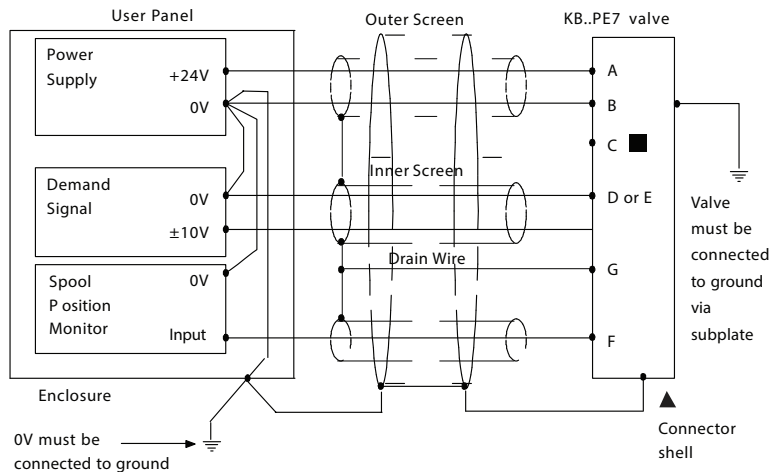 User Panel
Outer Screen
KB..PE7 valve
Power
Supply
+24V
0V
A
B
C
Demand
Signal
0V
±10V
Inner Screen
D or E
Valve
must be
connected
to ground
via
subplate
Spool
Position
Monitor
0V
Input
Drain Wire
G
F
Enclosure
Connector
shell
0V must be
connected to ground